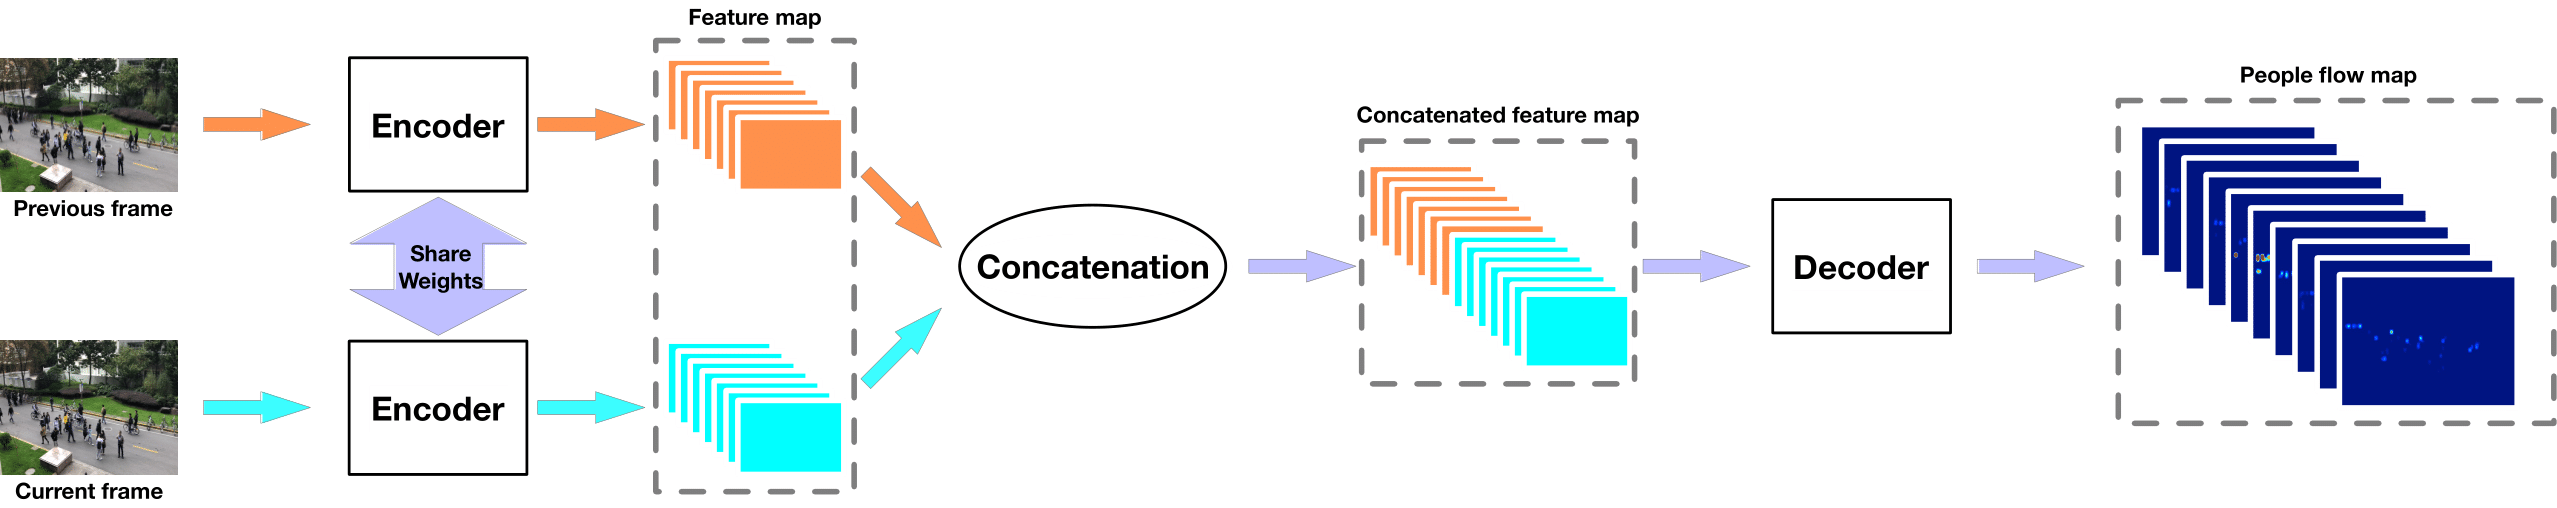 Feature map
Encoder
Previous frame
Share
Weights
Encoder
Current frame
Concatenation
Concatenated feature map
Decoder
People flow map